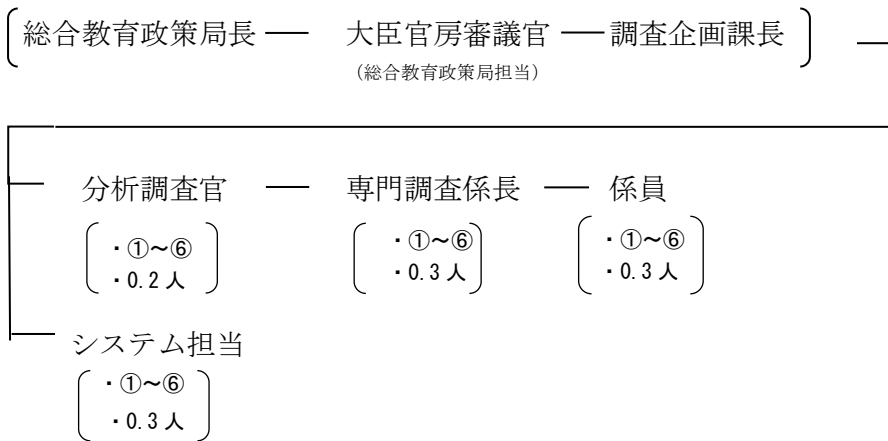 総合教育政策局長 大臣官房審議官 調査企画課長
(総合教育政策局担当)
分析調査官 専門調査係長 係員
・①～⑥ ・①～⑥ ・①～⑥
・0.2 人 ・0.3 人 ・0.3 人
システム担当
・①～⑥
・0.3 人